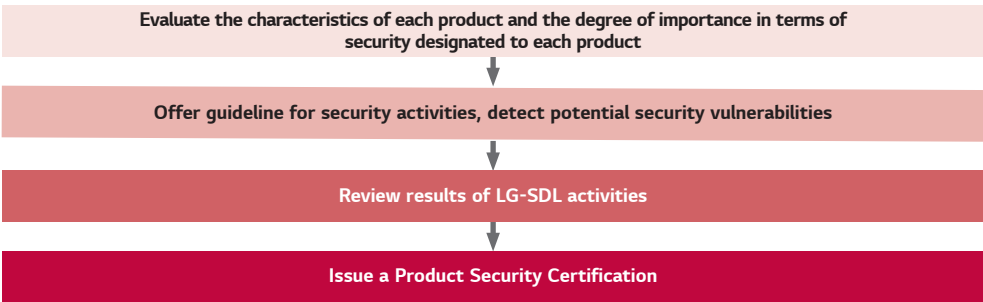 Evaluate the characteristics of each product and the degree of importance in terms of
security designated to each product
Offer guideline for security activities, detect potential security vulnerabilities
Review results of LG-SDL activities
Issue a Product Security Certification